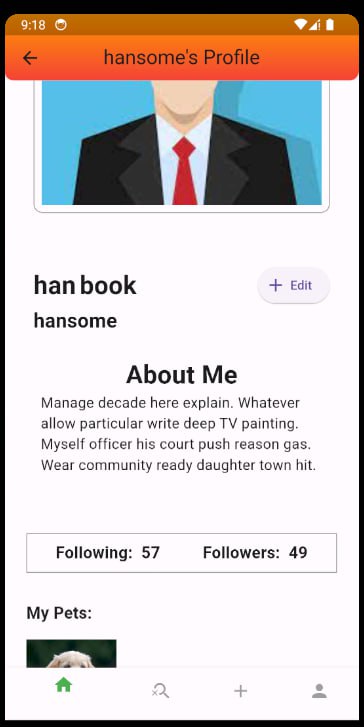 9:18
hansome's Profile
han book
Edit
hansome
About Me
Manage decade here explain. Whatever
allow particular write deep TV painting.
Myself officer his court push reason gas.
Wear community ready daughter town hit.
Following: 57 Followers: 49
My Pets: